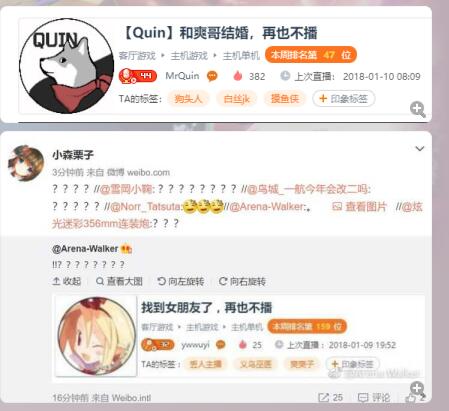 QUIN
【Quin】和爽哥结婚，再也不播
客厅游戏 > 主机游戏 > 主机单机 本周排名第 47 位
44 MrQuin 382 上次直播： 2018-01-10 08:09
TA的标签： 狗头人 白丝jk 摸鱼侠 + 印象标签
小森栗子
3分钟前 来自 微博 weibo.com
？？？？//@雪岡小鞠:？？？？？？？？//@鸟城_一航今年会改二吗:
？？？？？//@Norr_Tatsuta://@Arena-Walker:。 查看图片 //@炫
光迷彩356mm连装炮:？？？
@Arena-Walker
!!？？？？？？？？
收起 查看大图 向左旋转 向右旋转
找到女朋友了，再也不播
客厅游戏 > 主机游戏 > 主机单机 本周排名第 159 位
32 ywwuyi 25 上次直播： 2018-01-09 19:52
TA的标签： 丢人主播 义乌巫医 窝窝子 + 印象标签
@Arena-Walker
16分钟前 来自 Weibo.intl 25 评论 2